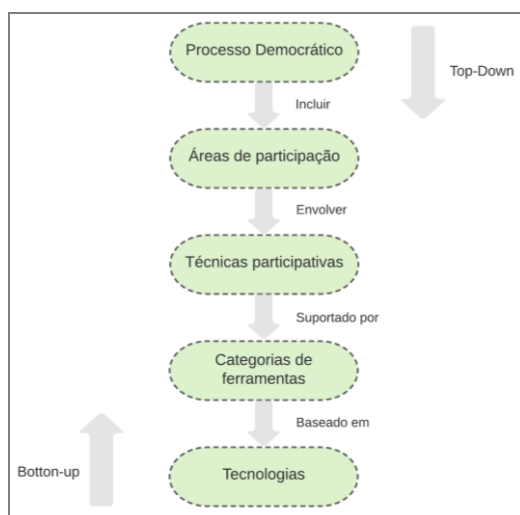 Processo Democrático
Top-Down
Incluir
Áreas de participação
Envolver
Técnicas participativas
Suportado por
Categorias de
ferramentas
Baseado em
Botton-up
Tecnologias